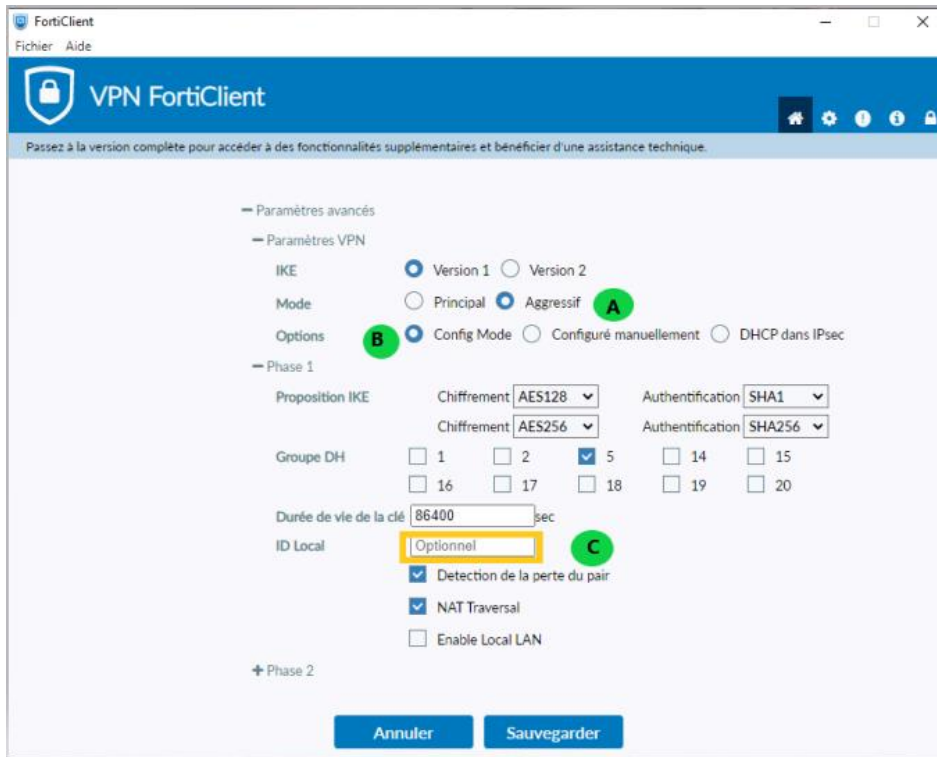 FortiClient
Fichier Aide
VPN FortiClient
Passez à la version complète pour accéder à des fonctionnalités supplémentaires et bénéficier d'une assistance technique.
Paramètres avancés
Paramètres VPN
IKE Version 1 Version 2
Mode Principal Aggressif A
Options B Config Mode Configuré manuellement DHCP dans IPsec
Phase 1
Proposition IKE Chiffrement AES128 Authentification SHA1
Chiffrement AES256 Authentification SHA256
Groupe DH 1 2 5 14 15
16 17 18 19 20
Durée de vie de la clé 86400 sec
ID Local Optionnel C
Detection de la perte du pair
NAT Traversal
Enable Local LAN
Phase 2
Annuler Sauvegarder